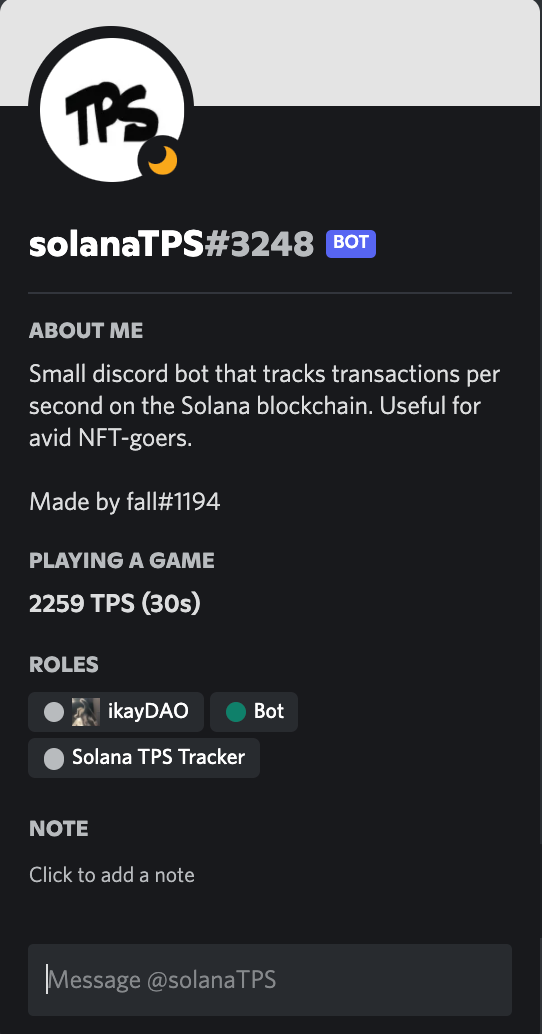 TPS
solanaTPS#3248 BOT
ABOUT ME
Small discord bot that tracks transactions per
second on the Solana blockchain. Useful for
avid NFT-goers.
Made by fall#1194
PLAYING A GAME
2259 TPS (30s)
ROLES
ikayDAO Bot
Solana TPS Tracker
NOTE
Click to add a note
Message @solanaTPS